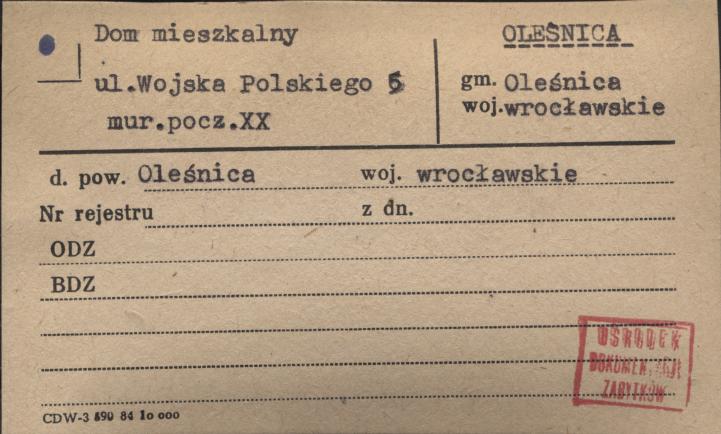 Dom mieszkalny
ul.Wojska Polskiego 5
mur.pocz.XX
OLEŚNICA
gm. Oleśnica
woj.wrocławskie
d. pow. Oleśnica woj. wrocławskie
Nr rejestru z dn.
ODZ
BDZ
OŚRODEK
ZABYTKÓW
CDW-3 890 84 10 000